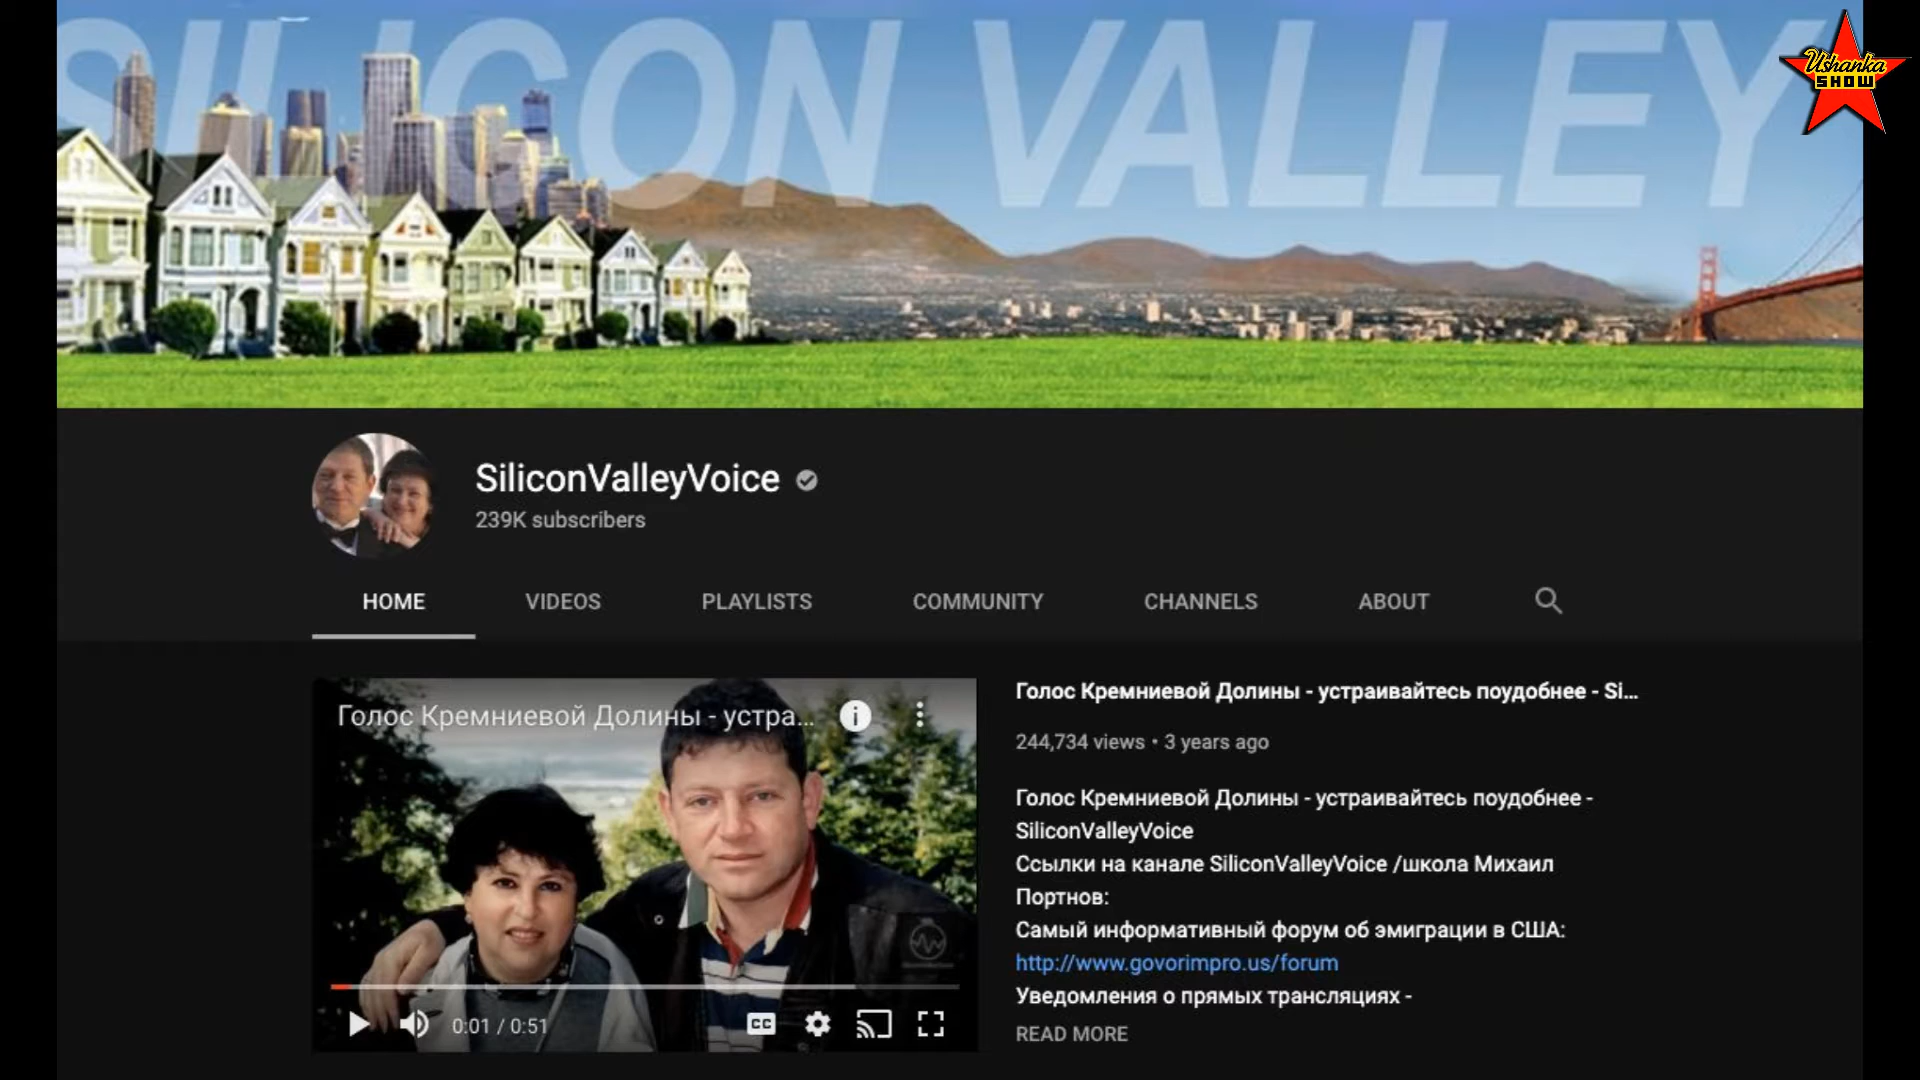 SILICON VALLEY
Ushanka
SHOW
SiliconValleyVoice
239K subscribers
HOME VIDEOS PLAYLISTS COMMUNITY CHANNELS ABOUT
Голос Кремниевой Долины - устра...
0:01 / 0:51
CC
Голос Кремниевой Долины - устраивайтесь поудобнее - Si...
244,734 views • 3 years ago
Голос Кремниевой Долины - устраивайтесь поудобнее -
SiliconValleyVoice
Ссылки на канале SiliconValleyVoice /школа Михаил
Портнов:
Самый информативный форум об эмиграции в США:
http://www.govorimpro.us/forum
Уведомления о прямых трансляциях -
READ MORE